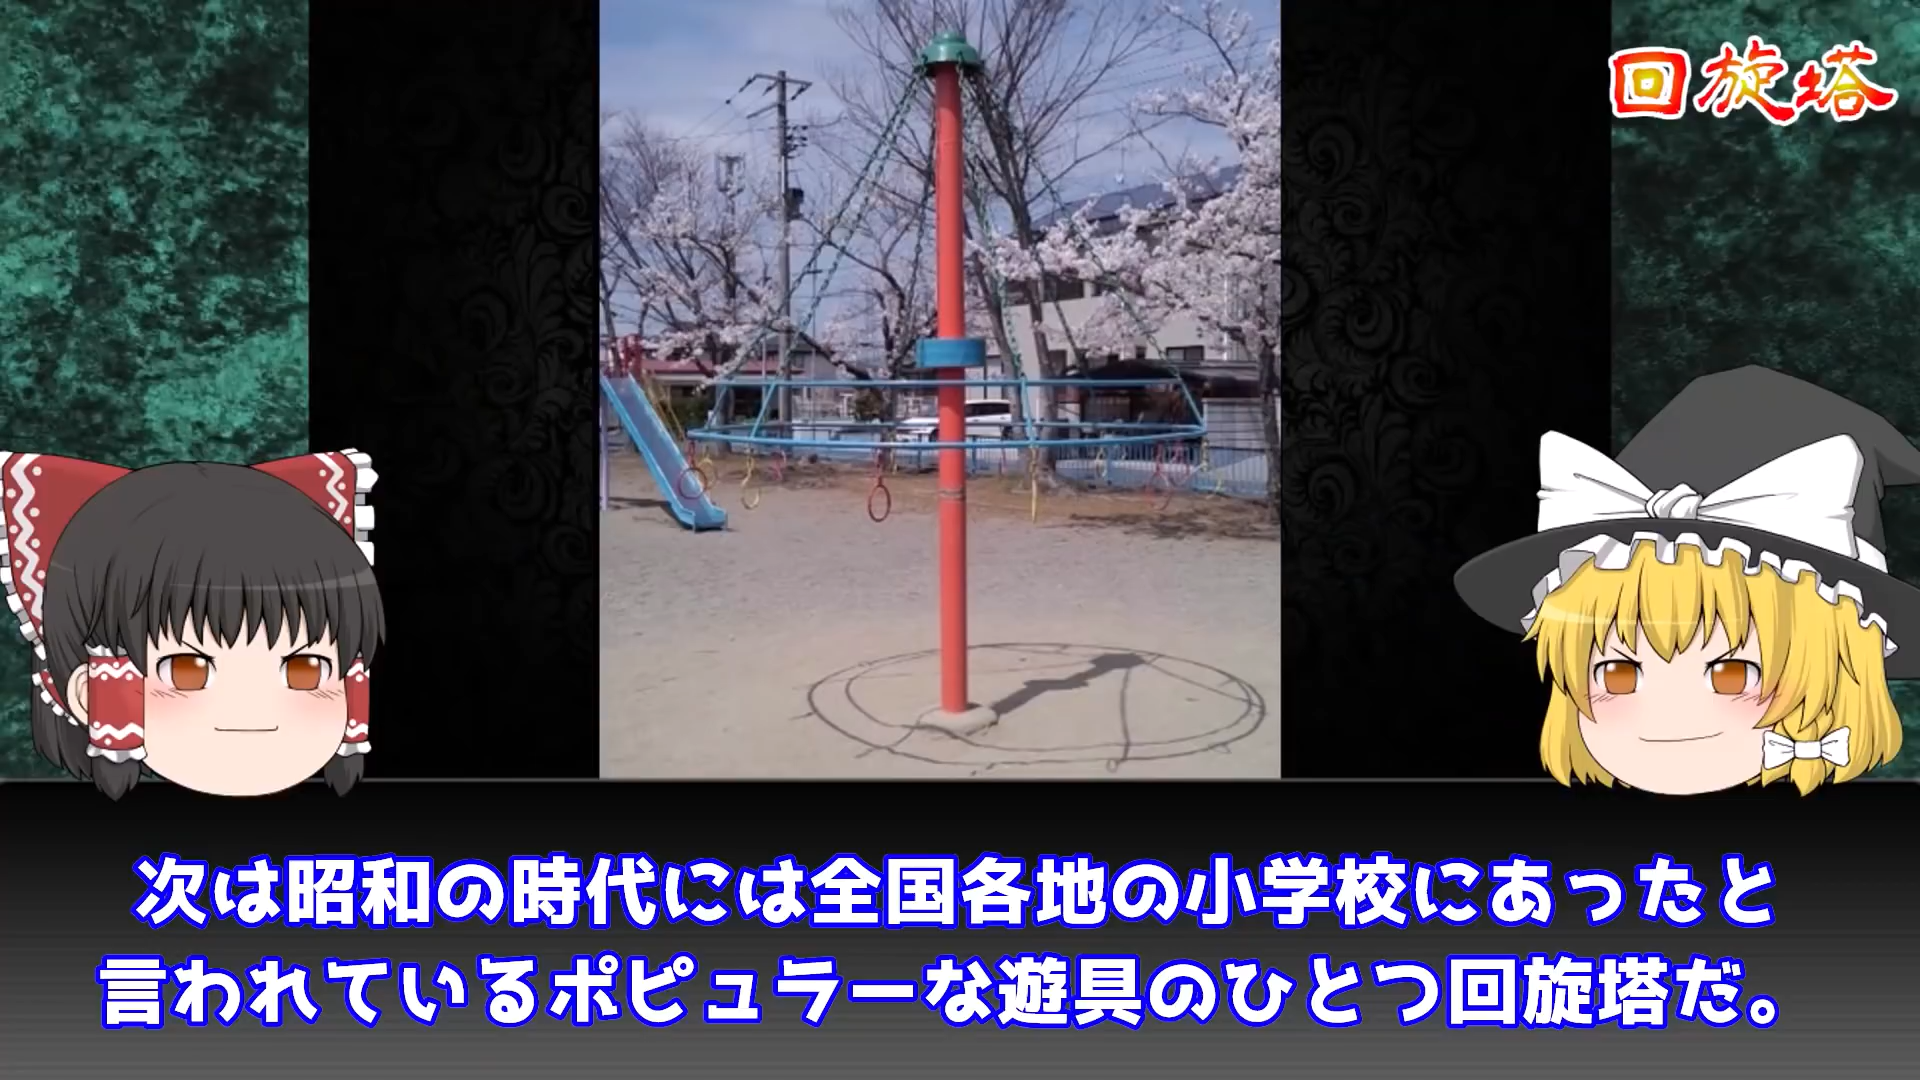 回旋塔
次は昭和の時代には全国各地の小学校にあったと
言われているポピュラーな遊具のひとつ回旋塔だ。